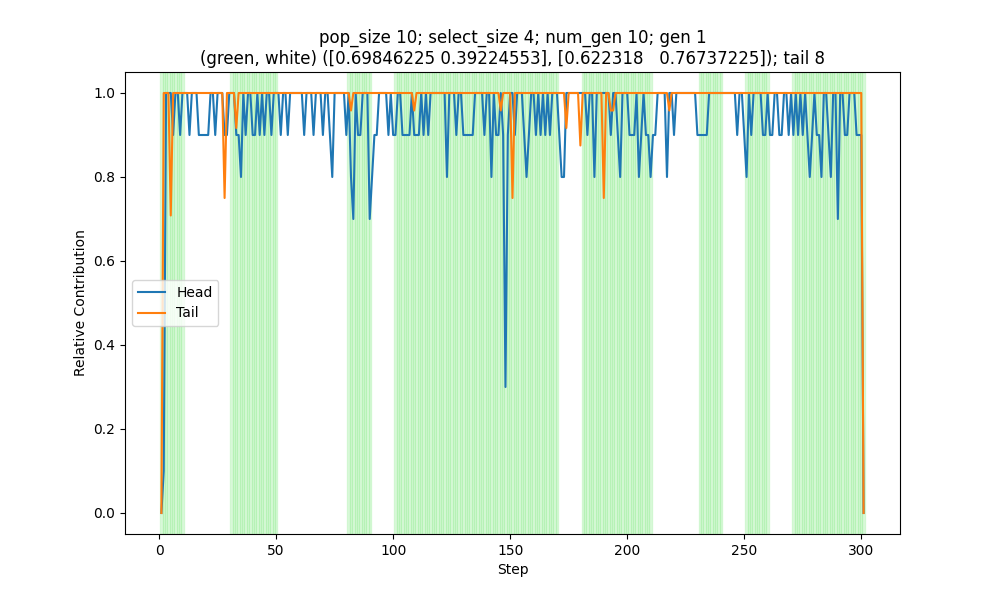 pop_size 10; select_size 4; num_gen 10; gen 1
(green, white) ([0.69846225 0.39224553], [0.622318   0.76737225]); tail 8
1.0
0.8
0.6
0.4
0.2
0.0
Relative Contribution
Head
Tail
0
50
100
150
200
250
300
Step